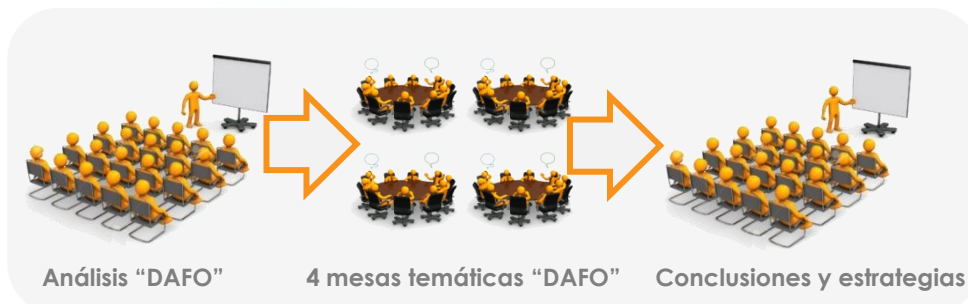 Análisis “DAFO”
4 mesas temáticas “DAFO”
Conclusiones y estrategias